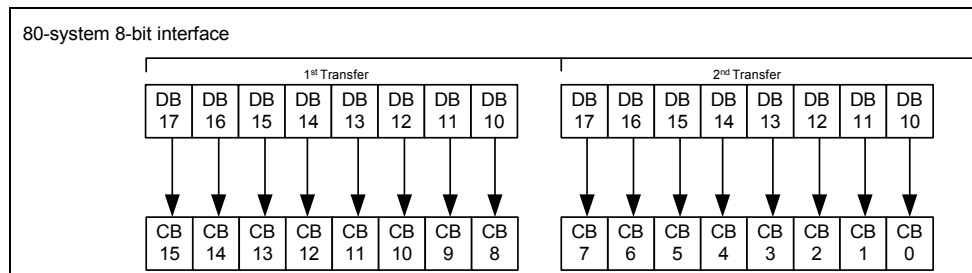 80-system 8-bit interface
1st Transfer
2nd Transfer
DB DB DB DB DB DB DB DB
17 16 15 14 13 12 11 10
DB DB DB DB DB DB DB DB
17 16 15 14 13 12 11 10
CB CB CB CB CB CB CB CB
15 14 13 12 11 10 9 8
CB CB CB CB CB CB CB CB
7 6 5 4 3 2 1 0